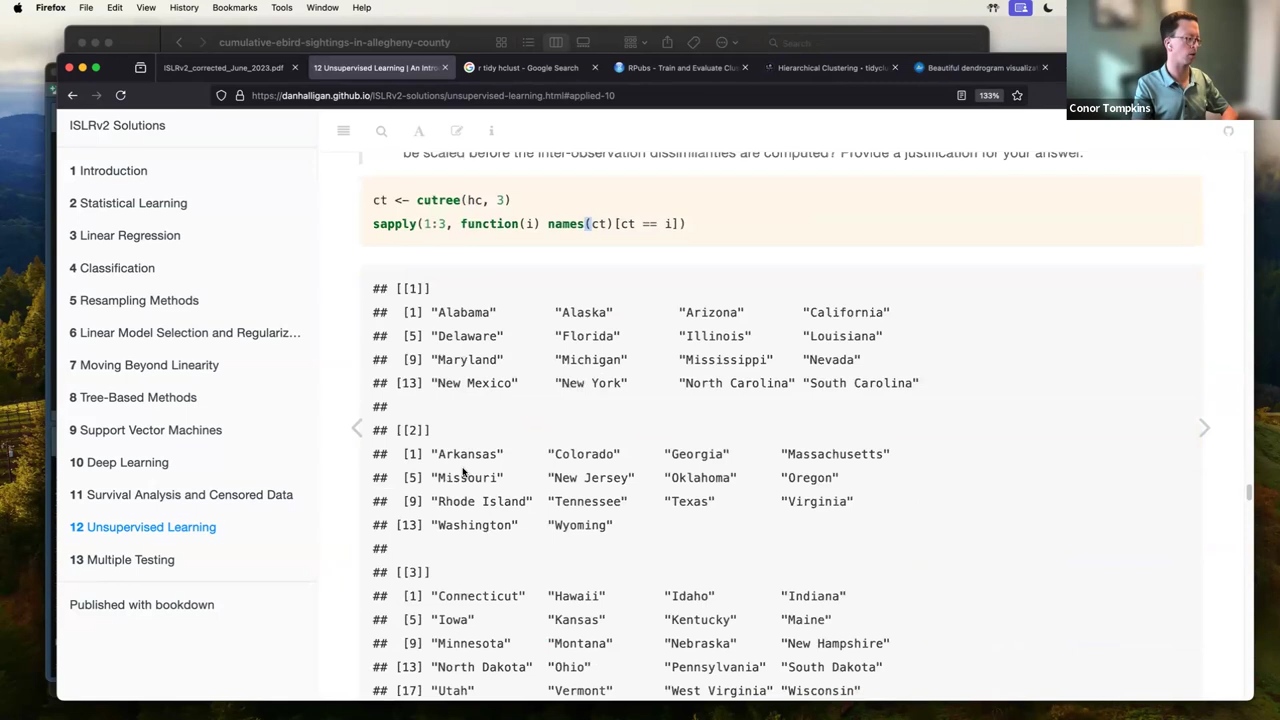 Firefox File Edit View History Bookmarks Tools Window Help
cumulative-ebird-sightings-in-allegheny-county
Search
ISLRv2_corrected_June_2023.pdf
12 Unsupervised Learning | An Intro
r tidy hclust - Google Search
RPubs - Train and Evaluate Clu
Hierarchical Clustering - tidycl
Beautiful dendrogram visualizat
https://danhalligan.github.io/ISLRv2-solutions/unsupervised-learning.html#applied-10
133%
Conor Tompkins
ISLRv2 Solutions
1 Introduction
2 Statistical Learning
3 Linear Regression
4 Classification
5 Resampling Methods
6 Linear Model Selection and Regulariz…
7 Moving Beyond Linearity
8 Tree-Based Methods
9 Support Vector Machines
10 Deep Learning
11 Survival Analysis and Censored Data
12 Unsupervised Learning
13 Multiple Testing
Published with bookdown
be scaled before the inter-observation dissimilarities are computed? Provide a justification for your answer.
ct <- cutree(hc, 3)
sapply(1:3, function(i) names(ct)[ct == i])
## [[1]]
## [1] "Alabama" "Alaska" "Arizona" "California"
## [5] "Delaware" "Florida" "Illinois" "Louisiana"
## [9] "Maryland" "Michigan" "Mississippi" "Nevada"
## [13] "New Mexico" "New York" "North Carolina" "South Carolina"
##
## [[2]]
## [1] "Arkansas" "Colorado" "Georgia" "Massachusetts"
## [5] "Missouri" "New Jersey" "Oklahoma" "Oregon"
## [9] "Rhode Island" "Tennessee" "Texas" "Virginia"
## [13] "Washington" "Wyoming"
##
## [[3]]
## [1] "Connecticut" "Hawaii" "Idaho" "Indiana"
## [5] "Iowa" "Kansas" "Kentucky" "Maine"
## [9] "Minnesota" "Montana" "Nebraska" "New Hampshire"
## [13] "North Dakota" "Ohio" "Pennsylvania" "South Dakota"
## [17] "Utah" "Vermont" "West Virginia" "Wisconsin"